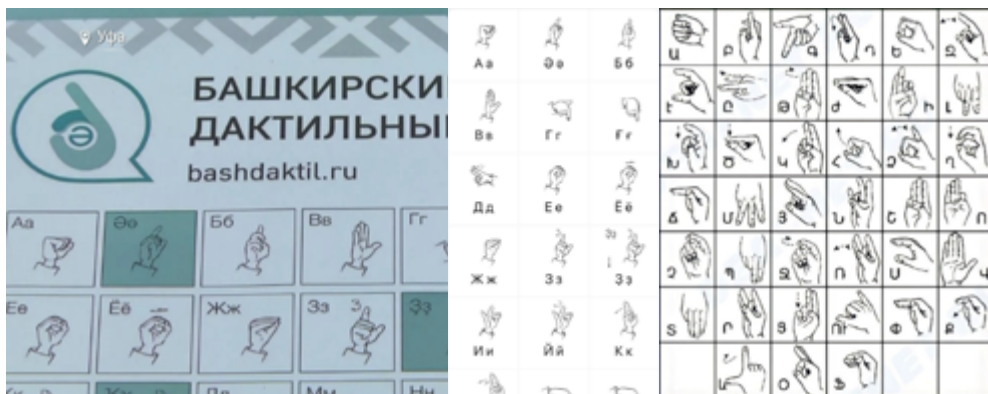 Уфа
БАШКИРСКИ
ДАКТИЛЬНЫ
bashdaktil.ru
Аа Әә Бб Вв Гг
Ее Ёё Жж Зз Ҙҙ
Аа Әә Бб
Вв Гг Ғғ
Дд Ее Ёё
Жж Зз Ҙҙ
Ии Йй Кк
Ա Բ Գ Դ Ե Զ
Է Ը Թ Ժ Ի Լ
Խ Ծ Կ Հ Ձ Ղ
Ճ Մ Յ Ն Շ Ո
Չ Պ Ջ Ռ Ս Վ
Տ Ր Ց ՈՒ Փ Ք
Օ Ֆ